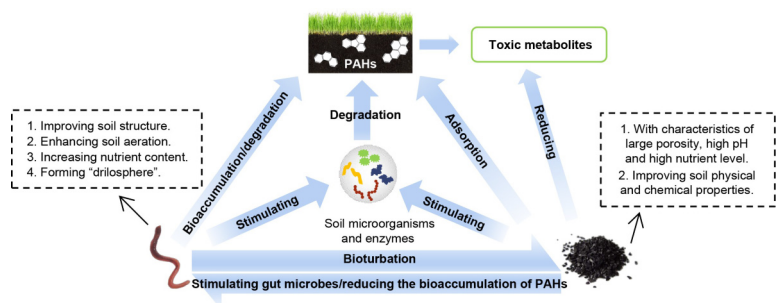 PAHs
Toxic metabolites
Degradation
Bioaccumulation/degradation
Adsorption
Reducing
1. Improving soil structure.
2. Enhancing soil aeration.
3. Increasing nutrient content.
4. Forming “drilosphere”.
1. With characteristics of
large porosity, high pH
and high nutrient level.
2. Improving soil physical
and chemical properties.
Stimulating
Stimulating
Soil microorganisms
and enzymes
Bioturbation
Stimulating gut microbes/reducing the bioaccumulation of PAHs